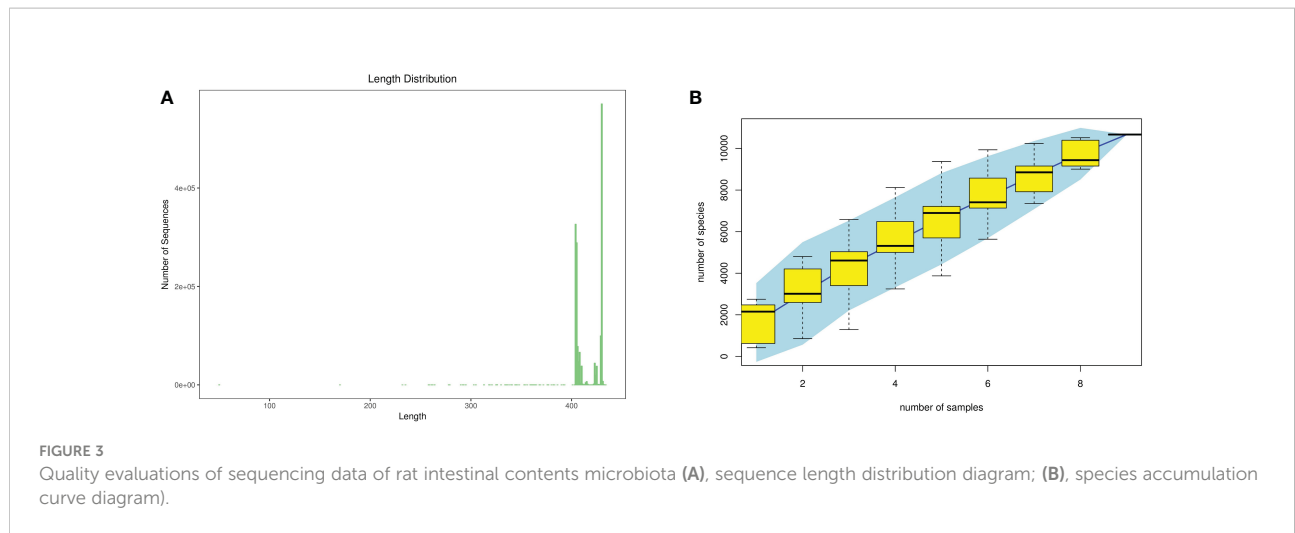 A
Length Distribution
Number of Sequences
4e+05
2e+05
0e+00
100 200 300 400
Length
B
number of species
10000
8000
6000
4000
2000
0
2 4 6 8
number of samples
FIGURE 3
Quality evaluations of sequencing data of rat intestinal contents microbiota (A), sequence length distribution diagram; (B), species accumulation
curve diagram).